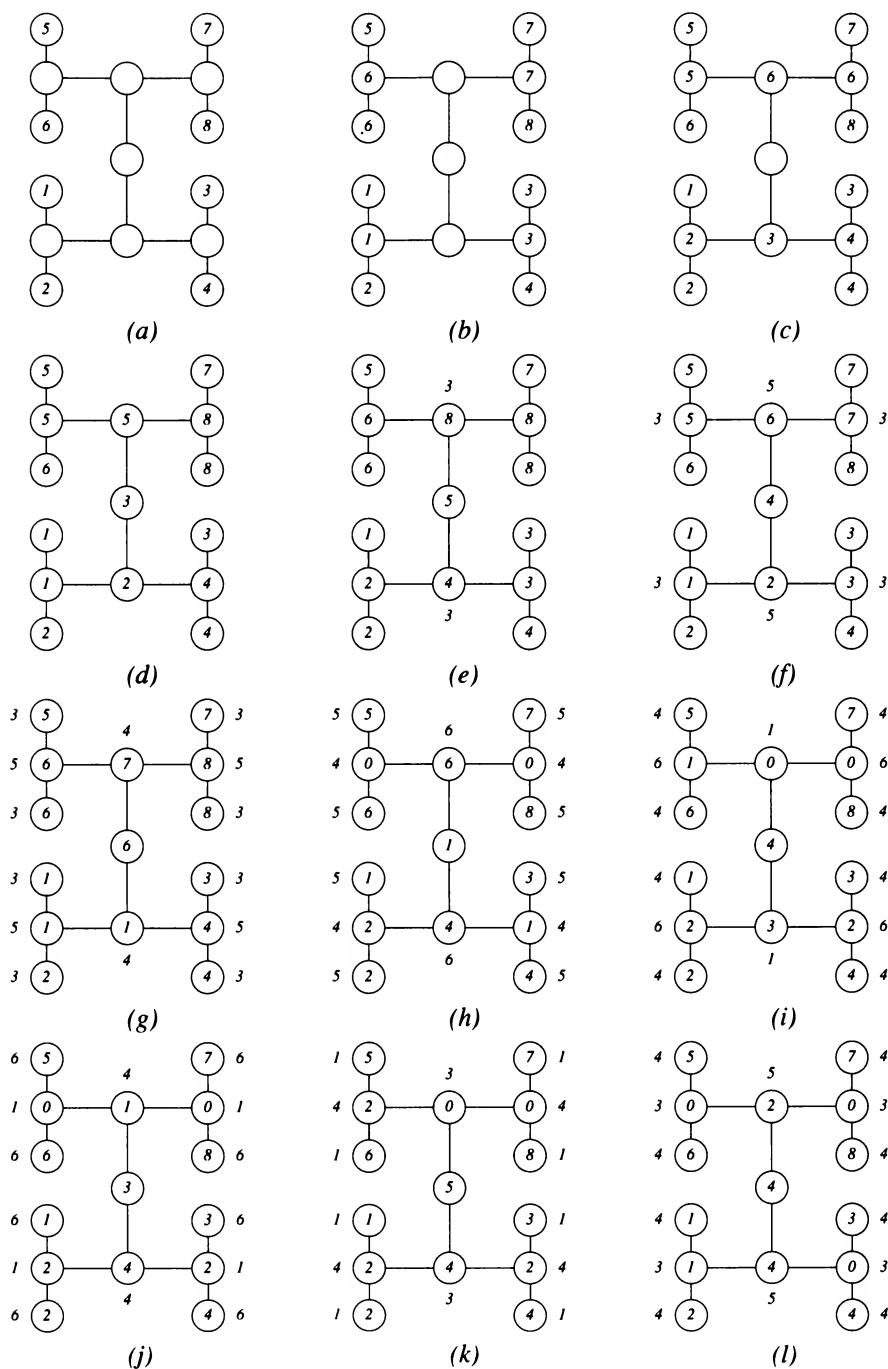 5 7 5 7 5 7
6 7 5 6 6
6 8 6 8 6 8
1 3 1 3 1 3
1 3 2 3 4
2 4 2 4 2 4
(a) (b) (c)
5 7 3 5 7 5 5 7
5 5 8 6 8 8 3 5 6 7 3
6 8 6 8 6 8
3 5 4
1 3 1 3 1 3
1 2 4 2 4 3 3 1 2 3 3
2 4 2 3 4 2 5 4
(d) (e) (f)
3 5 4 7 3 5 5 6 7 5 4 5 1 7 4
5 6 7 8 5 4 0 6 0 4 6 1 0 0 6
3 6 8 3 5 6 8 5 4 6 8 4
6 1 4
3 1 3 3 5 1 3 5 4 1 3 4
5 1 1 4 5 4 2 4 1 4 6 2 3 2 6
3 2 4 4 3 5 2 6 4 5 4 2 1 4 4
(g) (h) (i)
6 5 4 7 6 1 5 3 7 1 4 5 5 7 4
1 0 1 0 1 4 2 0 0 4 3 0 2 0 3
6 6 8 6 1 6 8 1 4 6 8 4
3 5 4
6 1 3 6 1 1 3 1 4 1 3 4
1 2 4 2 1 4 2 4 2 4 3 1 4 0 3
6 2 4 4 6 1 2 3 4 1 4 2 5 4 4
(j) (k) (l)